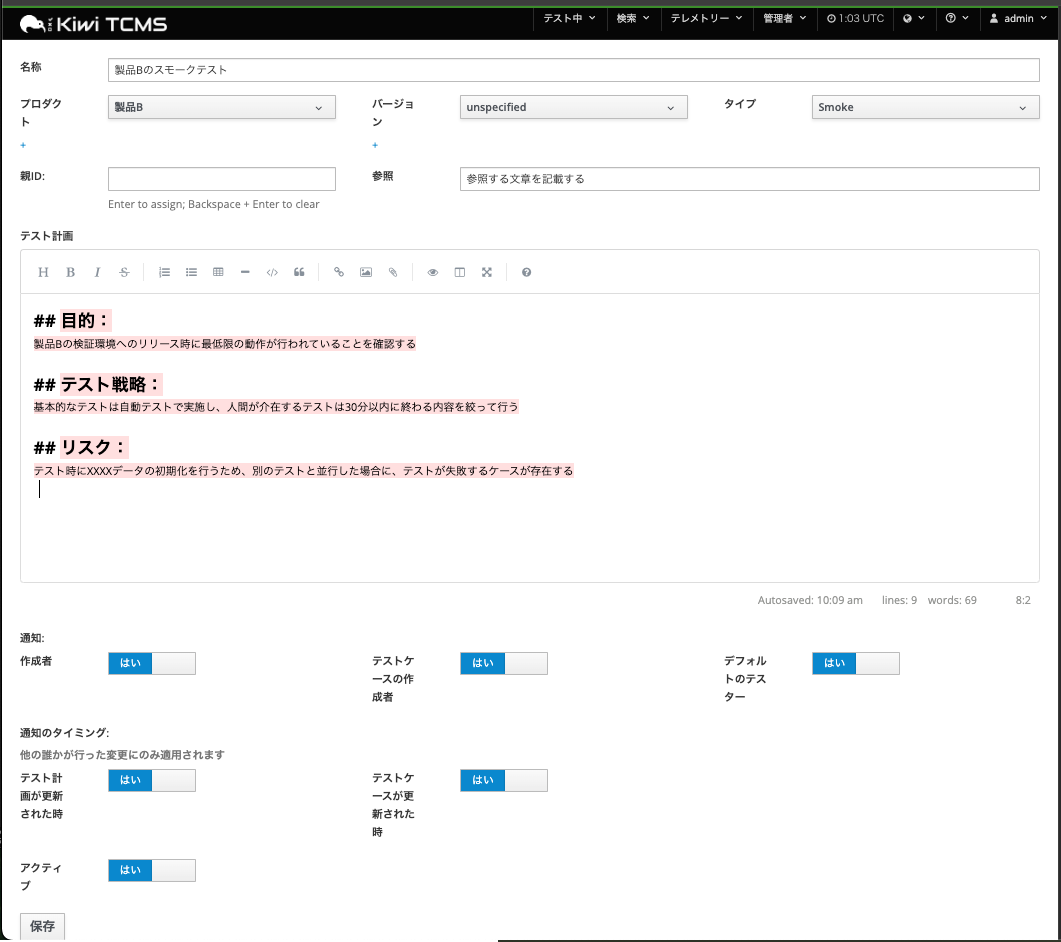 THE Kiwi TCMS テスト中 検索 テレメトリー 管理者 1:03 UTC admin
名称 製品Bのスモークテスト
プロダクト 製品B バージョン unspecified タイプ Smoke
+ +
親ID: 参照 参照する文章を記載する
Enter to assign; Backspace + Enter to clear
テスト計画
H B I S
## 目的：
製品Bの検証環境へのリリース時に最低限の動作が行われていることを確認する
## テスト戦略：
基本的なテストは自動テストで実施し、人間が介在するテストは30分以内に終わる内容を絞って行う
## リスク：
テスト時にXXXXデータの初期化を行うため、別のテストと並行した場合に、テストが失敗するケースが存在する
Autosaved: 10:09 am lines: 9 words: 69 8:2
通知:
作成者 はい テストケースの作成者 はい デフォルトのテスター はい
通知のタイミング:
他の誰かが行った変更にのみ適用されます
テスト計画が更新された時 はい テストケースが更新された時 はい
アクティブ はい
保存